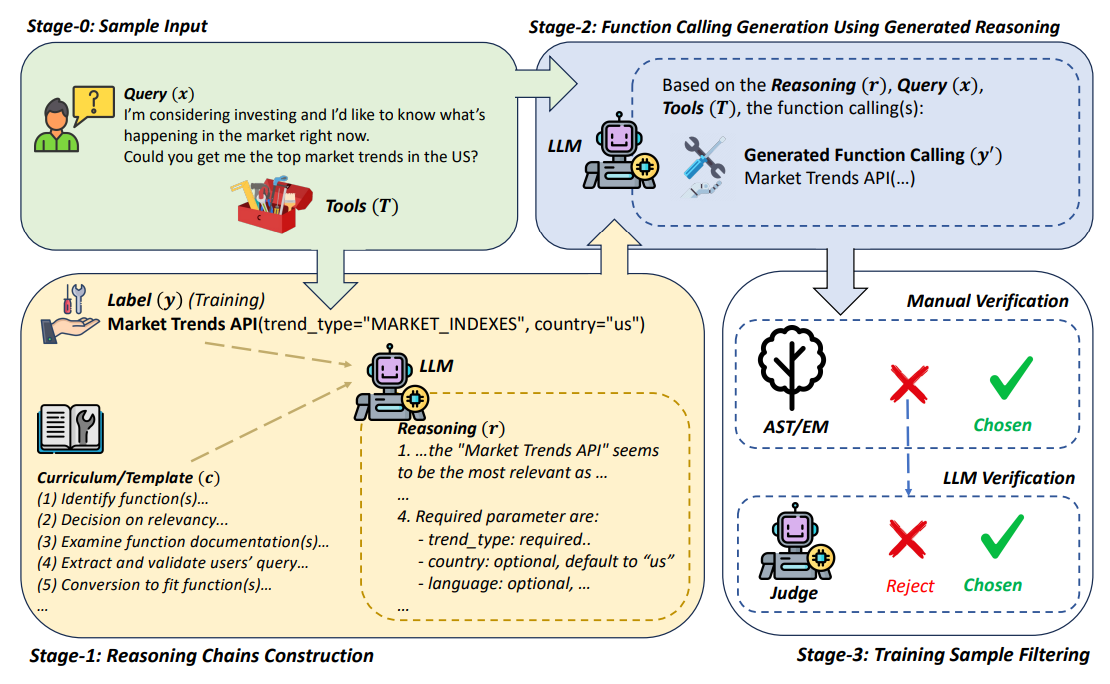 Stage-0: Sample Input
Query (x)
I'm considering investing and I'd like to know what's
happening in the market right now.
Could you get me the top market trends in the US?
Tools (T)
Stage-2: Function Calling Generation Using Generated Reasoning
LLM
Based on the Reasoning (r), Query (x),
Tools (T), the function calling(s):
Generated Function Calling (y′)
Market Trends API(…)
Label (y) (Training)
Market Trends API(trend_type="MARKET_INDEXES", country="us")
LLM
Curriculum/Template (c)
(1) Identify function(s)…
(2) Decision on relevancy…
(3) Examine function documentation(s)…
(4) Extract and validate users' query…
(5) Conversion to fit function(s)…
…
Reasoning (r)
1. …the "Market Trends API" seems
to be the most relevant as …
…
4. Required parameter are:
- trend_type: required..
- country: optional, default to “us”
- language: optional, …
…
Stage-1: Reasoning Chains Construction
Manual Verification
AST/EM
Chosen
LLM Verification
Judge
Reject
Chosen
Stage-3: Training Sample Filtering